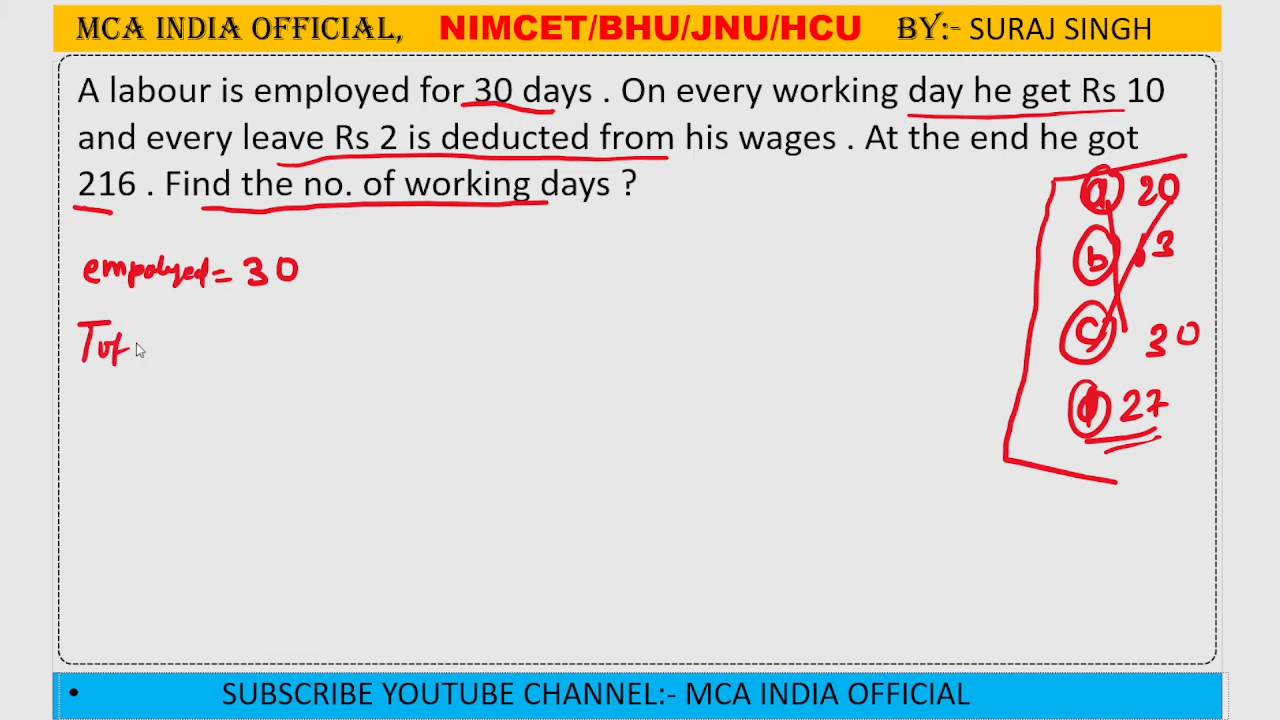 MCA INDIA OFFICIAL, NIMCET/BHU/JNU/HCU BY:- SURAJ SINGH
A labour is employed for 30 days . On every working day he get Rs 10
and every leave Rs 2 is deducted from his wages . At the end he got
216 . Find the no. of working days ?
a 20
b 3
empolyed = 30
c 30
Tot
27
• SUBSCRIBE YOUTUBE CHANNEL:- MCA INDIA OFFICIAL